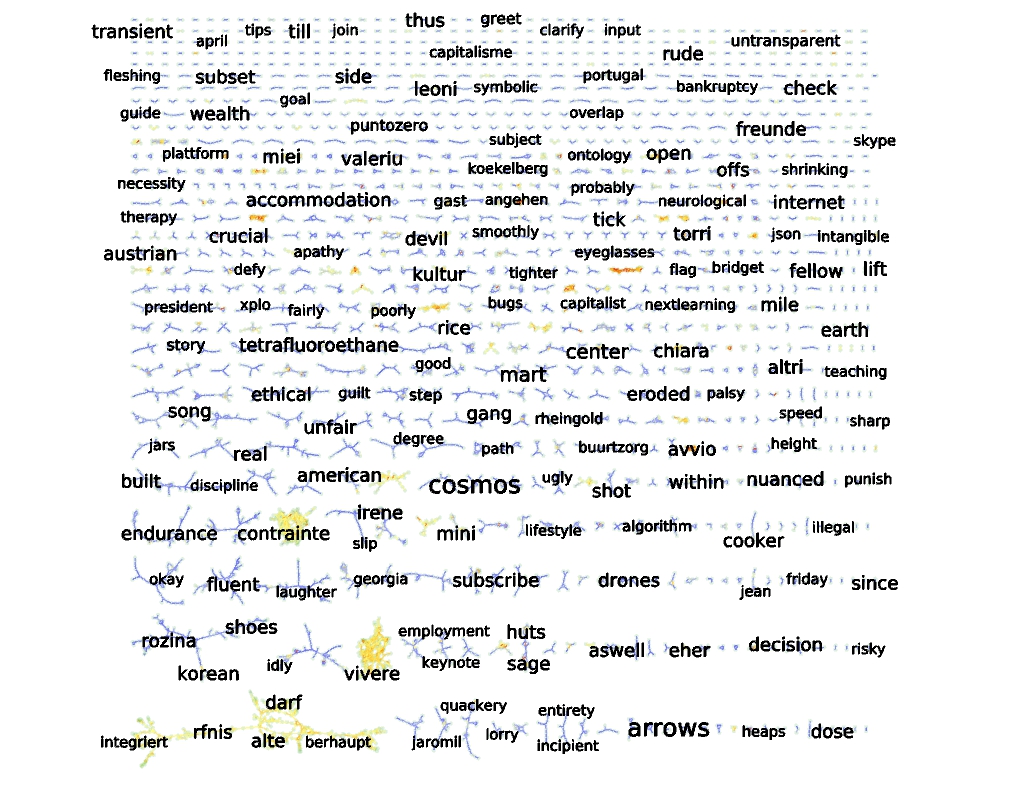 thus greet
transient april tips till join clarify input untransparent
capitalisme rude
fleshing subset side portugal
leoni symbolic bankruptcy check
guide wealth goal overlap
puntozero subject freunde skype
plattform miei valeriu koekelberg ontology open offs shrinking
necessity probably
accommodation gast angehen neurological internet
therapy tick
crucial devil smoothly torri json intangible
austrian apathy eyeglasses
defy kultur tighter flag bridget fellow lift
president xplo fairly poorly bugs capitalist nextlearning mile
rice earth
story tetrafluoroethane center chiara
good mart altri teaching
ethical guilt step eroded palsy
song unfair gang rheingold speed sharp
jars real degree path buurtzorg avvio height
built discipline american cosmos ugly shot within nuanced punish
irene
endurance contrainte slip mini lifestyle algorithm cooker illegal
okay fluent laughter georgia subscribe drones jean friday since
rozina shoes employment huts aswell eher decision risky
korean idly vivere keynote sage
darf quackery entirety
integriert rfnis alte berhaupt jaromil lorry incipient arrows heaps dose